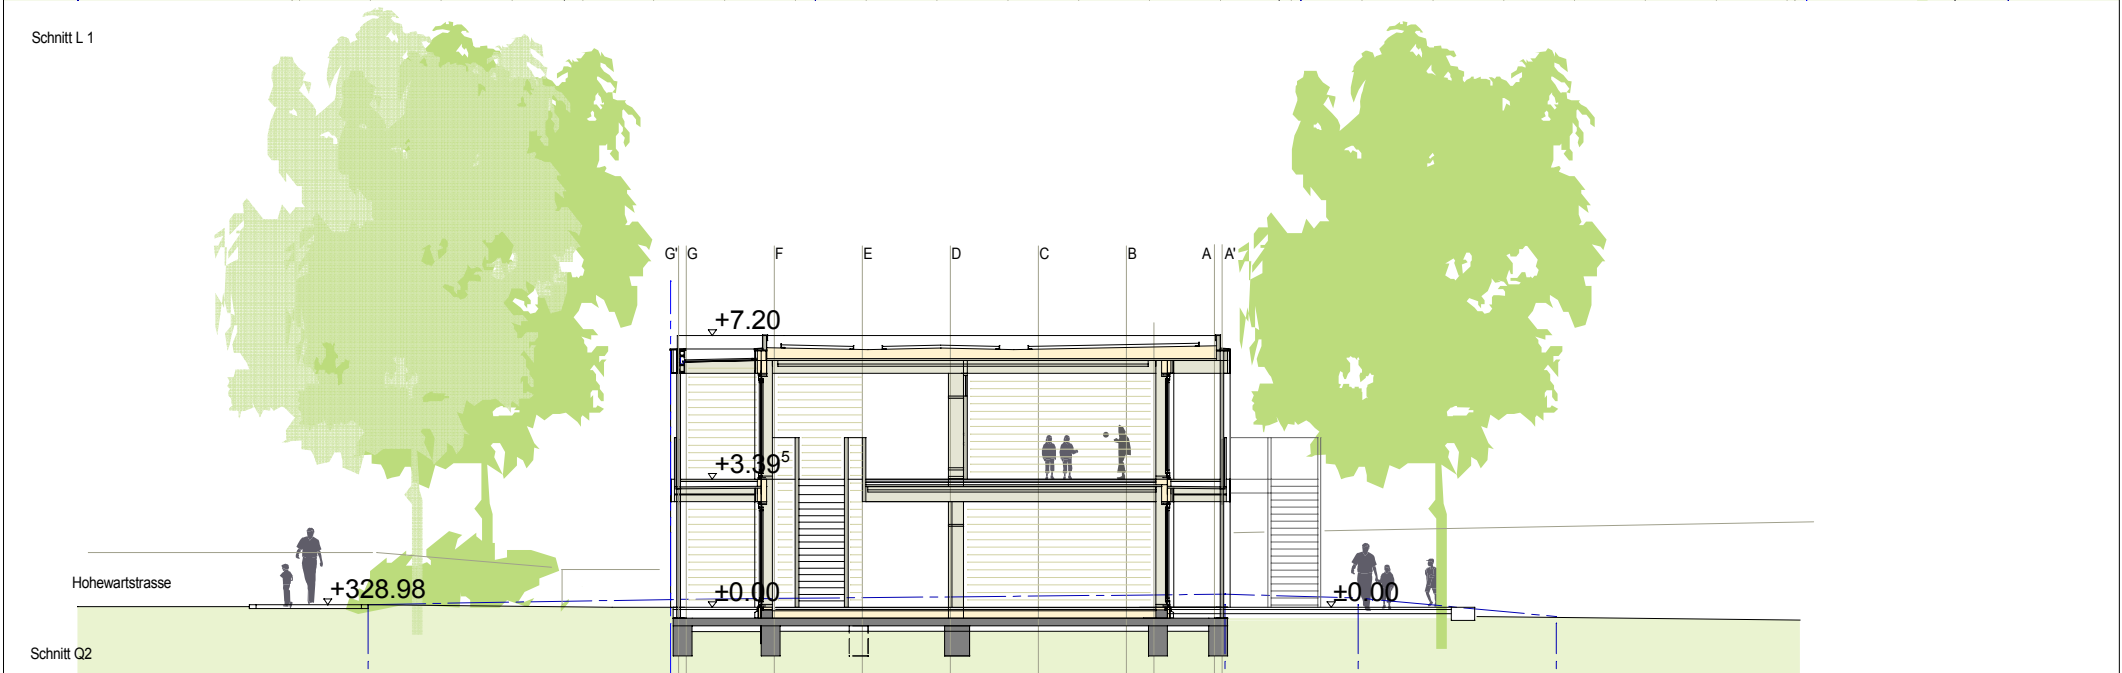 Schnitt L 1
G' G F E D C B A A'
+7.20
+3.39⁵
Hohewartstrasse
+328.98
±0.00
±0.00
Schnitt Q2